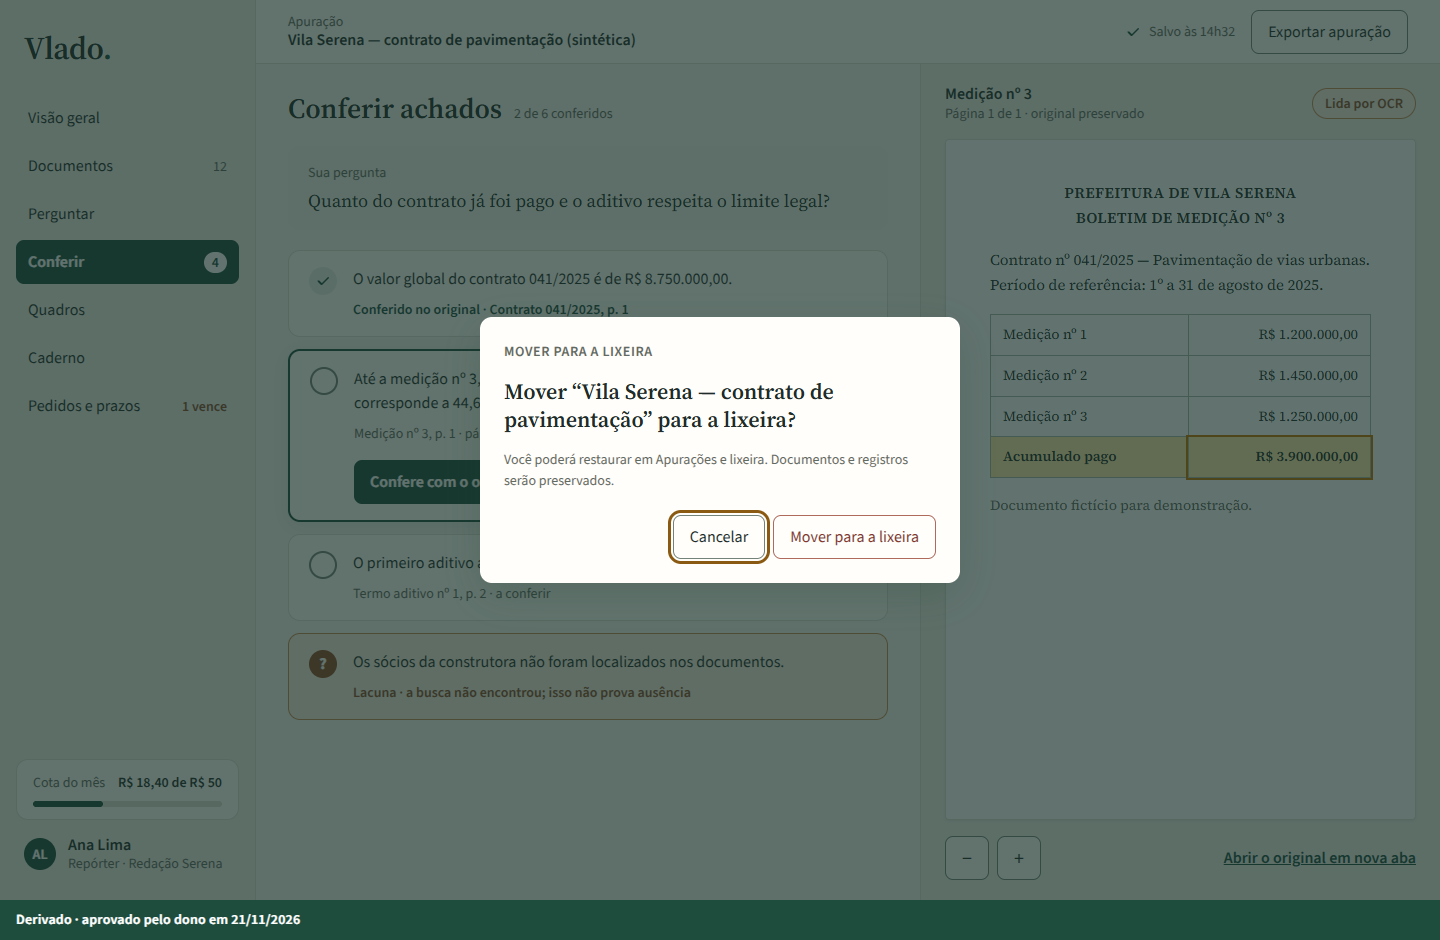 Vlado.
Visão geral
Documentos 12
Perguntar
Conferir 4
Quadros
Caderno
Pedidos e prazos 1 vence
Cota do mês R$ 18,40 de R$ 50
AL
Ana Lima
Repórter · Redação Serena
Apuração
Vila Serena — contrato de pavimentação (sintética)
Salvo às 14h32
Exportar apuração
Conferir achados 2 de 6 conferidos
Sua pergunta
Quanto do contrato já foi pago e o aditivo respeita o limite legal?
O valor global do contrato 041/2025 é de R$ 8.750.000,00.
Conferido no original · Contrato 041/2025, p. 1
Até a medição nº 3,
corresponde a 44,6
Medição nº 3, p. 1 · pá
Confere com o o
O primeiro aditivo
Termo aditivo nº 1, p. 2 · a conferir
?
Os sócios da construtora não foram localizados nos documentos.
Lacuna · a busca não encontrou; isso não prova ausência
MOVER PARA A LIXEIRA
Mover “Vila Serena — contrato de
pavimentação” para a lixeira?
Você poderá restaurar em Apurações e lixeira. Documentos e registros
serão preservados.
Cancelar
Mover para a lixeira
Medição nº 3
Página 1 de 1 · original preservado
Lida por OCR
PREFEITURA DE VILA SERENA
BOLETIM DE MEDIÇÃO Nº 3
Contrato nº 041/2025 — Pavimentação de vias urbanas.
Período de referência: 1º a 31 de agosto de 2025.
Medição nº 1 R$ 1.200.000,00
Medição nº 2 R$ 1.450.000,00
Medição nº 3 R$ 1.250.000,00
Acumulado pago R$ 3.900.000,00
Documento fictício para demonstração.
− +
Abrir o original em nova aba
Derivado · aprovado pelo dono em 21/11/2026